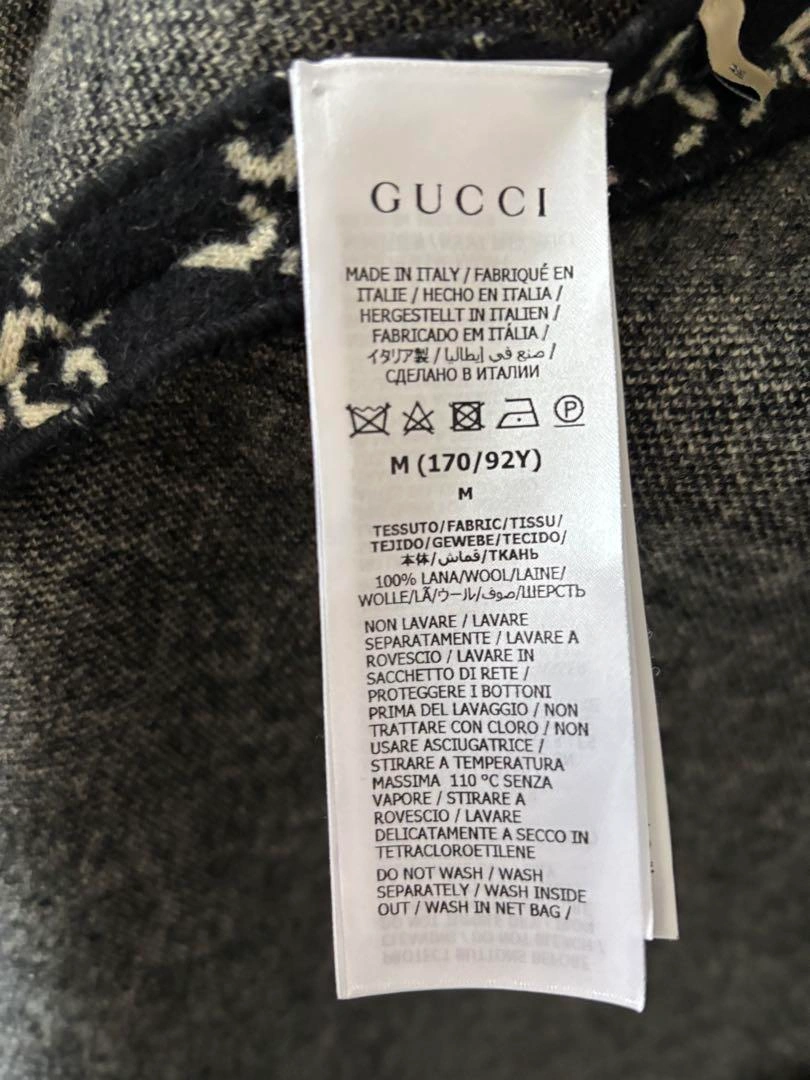 GUCCI
MADE IN ITALY / FABRIQUÉ EN
ITALIE / HECHO EN ITALIA /
HERGESTELLT IN ITALIEN /
FABRICADO EM ITÁLIA /
イタリア製 / صنع في إيطاليا /
СДЕЛАНО В ИТАЛИИ
P
M (170/92Y)
M
TESSUTO/FABRIC/TISSU/
TEJIDO/GEWEBE/TECIDO/
本体/قماش/ТКАНЬ
100% LANA/WOOL/LAINE/
WOLLE/LÃ/ウール/صوف/ШЕРСТЬ
NON LAVARE / LAVARE
SEPARATAMENTE / LAVARE A
ROVESCIO / LAVARE IN
SACCHETTO DI RETE /
PROTEGGERE I BOTTONI
PRIMA DEL LAVAGGIO / NON
TRATTARE CON CLORO / NON
USARE ASCIUGATRICE /
STIRARE A TEMPERATURA
MASSIMA 110 °C SENZA
VAPORE / STIRARE A
ROVESCIO / LAVARE
DELICATAMENTE A SECCO IN
TETRACLOROETILENE
DO NOT WASH / WASH
SEPARATELY / WASH INSIDE
OUT / WASH IN NET BAG /